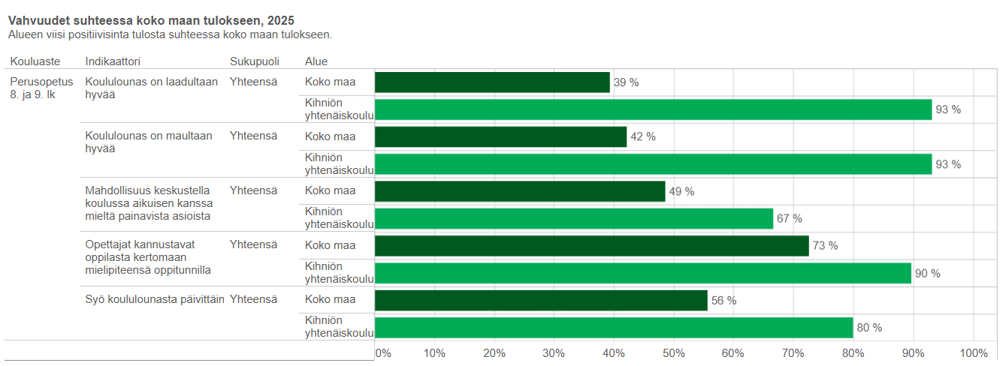 Vahvuudet suhteessa koko maan tulokseen, 2025
Alueen viisi positiivisinta tulosta suhteessa koko maan tulokseen.
Kouluaste Indikaattori Sukupuoli Alue
Perusopetus
8. ja 9. lk
Koululounas on laadultaan
hyvää
Yhteensä
Koko maa
39 %
Kihniön
yhtenäiskoulu
93 %
Koululounas on maultaan
hyvää
Yhteensä
Koko maa
42 %
Kihniön
yhtenäiskoulu
93 %
Mahdollisuus keskustella
koulussa aikuisen kanssa
mieltä painavista asioista
Yhteensä
Koko maa
49 %
Kihniön
yhtenäiskoulu
67 %
Opettajat kannustavat
oppilasta kertomaan
mielipiteensä oppitunnilla
Yhteensä
Koko maa
73 %
Kihniön
yhtenäiskoulu
90 %
Syö koululounasta päivittäin
Yhteensä
Koko maa
56 %
Kihniön
yhtenäiskoulu
80 %
0% 10% 20% 30% 40% 50% 60% 70% 80% 90% 100%